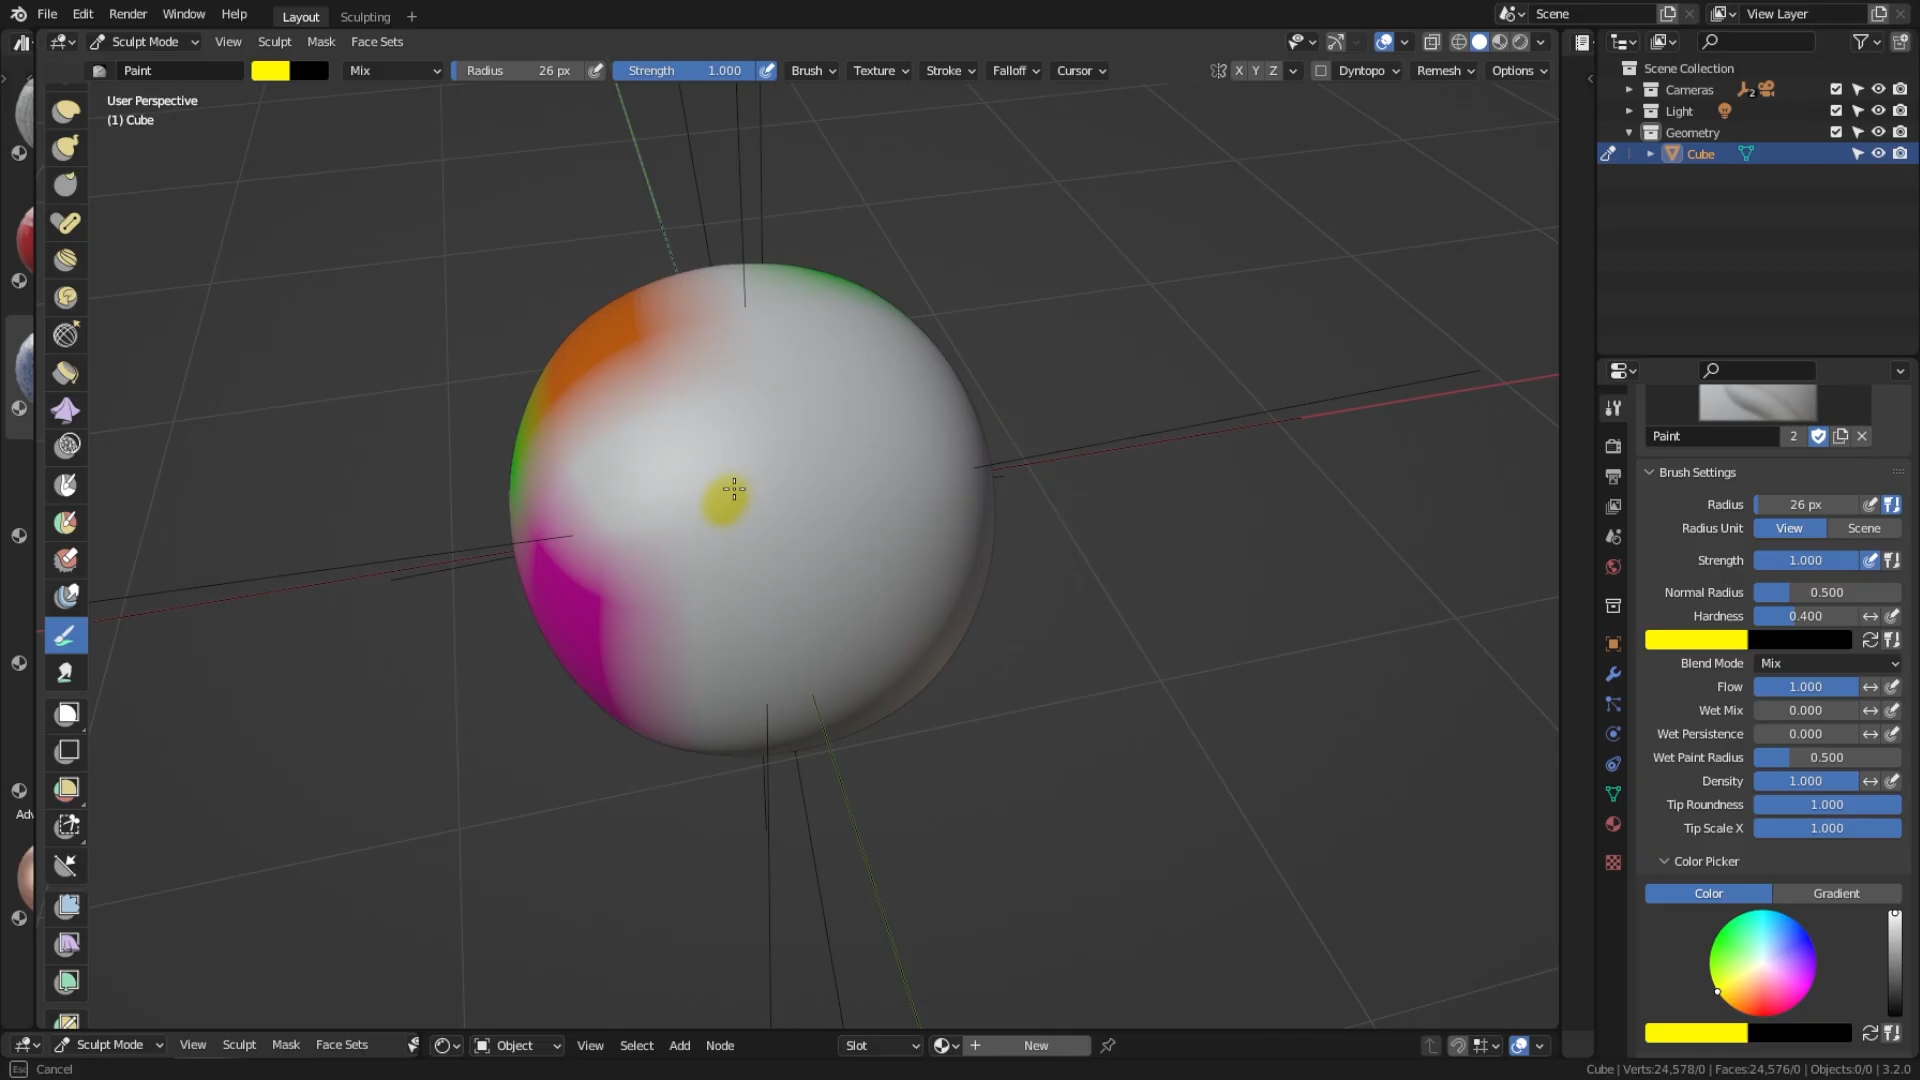 File Edit Render Window Help Layout Sculpting + Scene View Layer
Sculpt Mode View Sculpt Mask Face Sets
Paint Mix Radius 26 px Strength 1.000 Brush Texture Stroke Falloff Cursor X Y Z Dyntopo Remesh Options
User Perspective
(1) Cube
Scene Collection
Cameras 2
Light
Geometry
Cube
Paint 2
Brush Settings
Radius 26 px
Radius Unit View Scene
Strength 1.000
Normal Radius 0.500
Hardness 0.400
Blend Mode Mix
Flow 1.000
Wet Mix 0.000
Wet Persistence 0.000
Wet Paint Radius 0.500
Density 1.000
Tip Roundness 1.000
Tip Scale X 1.000
Color Picker
Color Gradient
Sculpt Mode View Sculpt Mask Face Sets Object View Select Add Node Slot + New
Esc Cancel
Cube | Verts:24,578/0 | Faces:24,576/0 | Objects:0/0 | 3.2.0